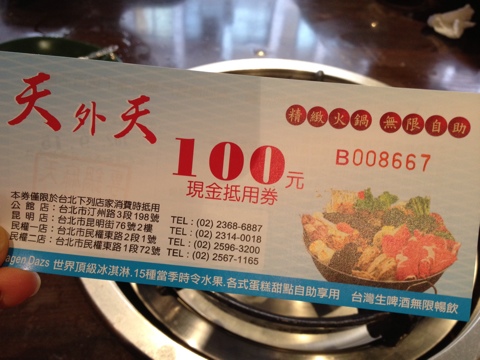 天外天
精緻火鍋 無限自助
100元
現金抵用券
B008667
本券僅限於台北下列店家消費時抵用
公館店：台北市汀州路3段198號 TEL：(02) 2368-6887
昆明店：台北市昆明街76號2樓 TEL：(02) 2314-0018
民權一店：台北市民權東路2段1號 TEL：(02) 2596-3200
民權二店：台北市民權東路1段72號 TEL：(02) 2567-1165
agen Dazs 世界頂級冰淇淋.15種當季時令水果.各式蛋糕甜點自助享用 台灣生啤酒無限暢飲